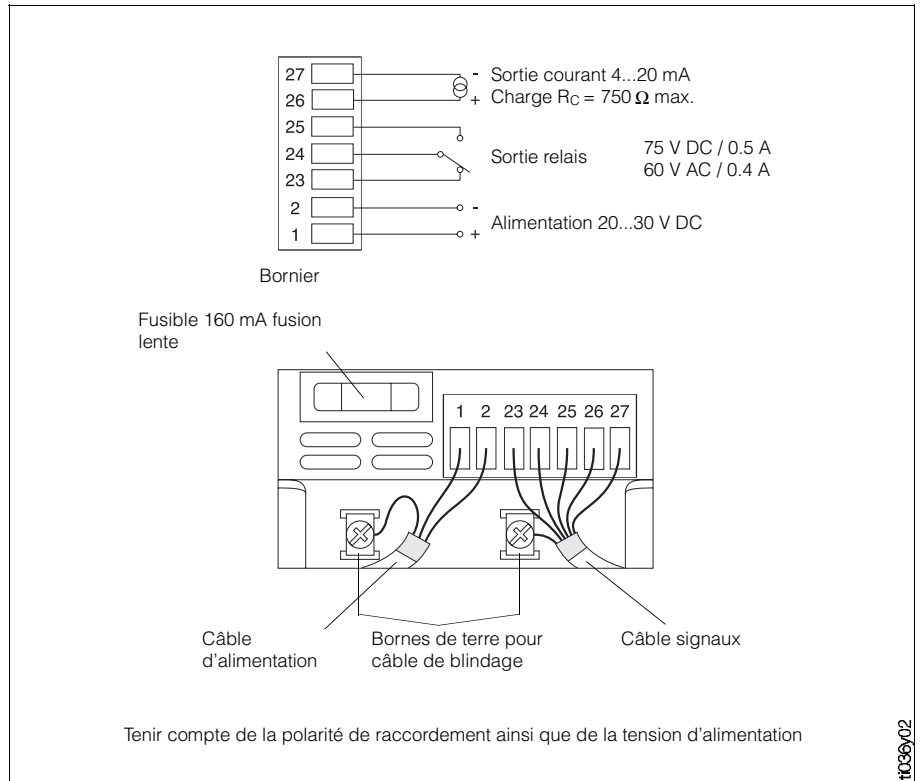 27
26
25
24
23
2
1
- Sortie courant 4...20 mA
+ Charge RC = 750 Ω max.
Sortie relais
75 V DC / 0.5 A
60 V AC / 0.4 A
-
+
Alimentation 20...30 V DC
Bornier
Fusible 160 mA fusion
lente
1 2 23 24 25 26 27
Câble
d'alimentation
Bornes de terre pour
câble de blindage
Câble signaux
Tenir compte de la polarité de raccordement ainsi que de la tension d'alimentation
ti036y02